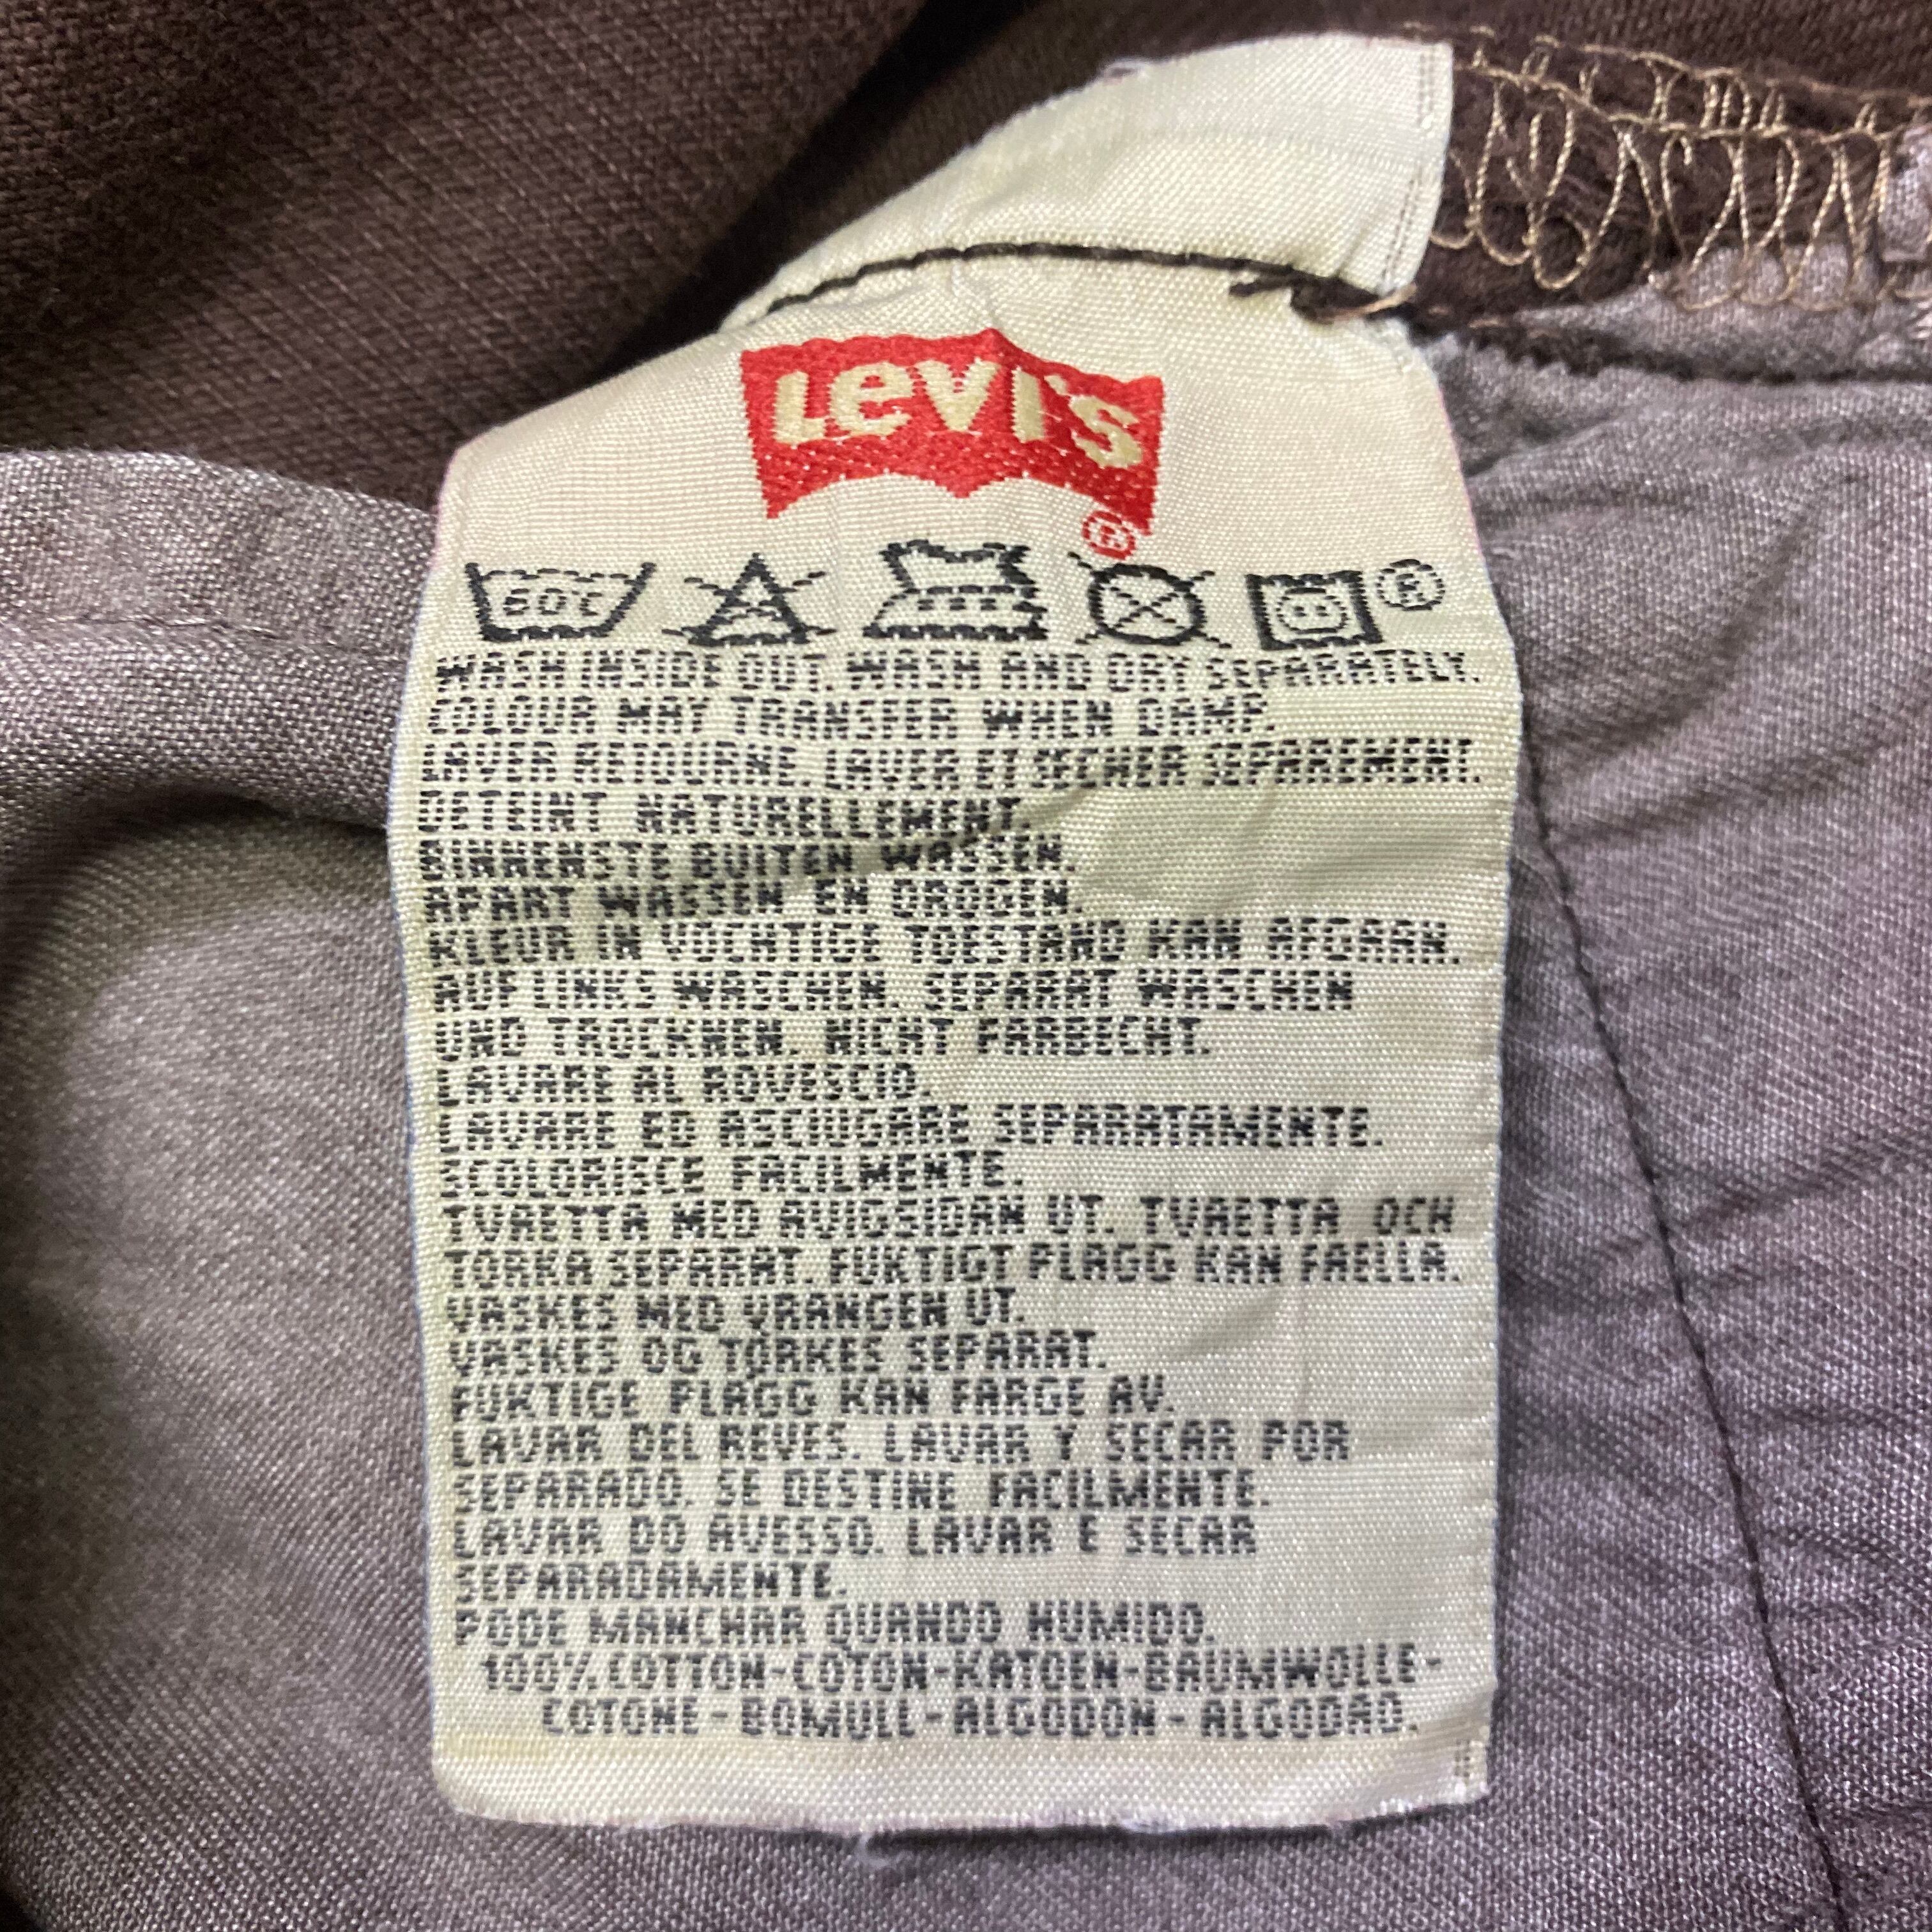 Levi's
®
60°C ®
WASH INSIDE OUT. WASH AND DRY SEPARATELY.
COLOUR MAY TRANSFER WHEN DAMP.
LAVER RETOURNE. LAVER ET SECHER SEPAREMENT.
DETEINT NATURELLEMENT.
BINNENSTE BUITEN WASSEN.
APART WASSEN EN DROGEN.
KLEUR IN VOCHTIGE TOESTAND KAN AFGAAN.
AUF LINKS WASCHEN. SEPARAT WASCHEN
UND TROCKNEN. NICHT FARBECHT.
LAVARE AL ROVESCIO.
LAVARE ED ASCIUGARE SEPARATAMENTE.
SCOLORISCE FACILMENTE.
TVAETTA MED AVIGSIDAN UT. TVAETTA OCH
TORKA SEPARAT. FUKTIGT PLAGG KAN FAELLA.
VASKES MED VRANGEN UT.
VASKES OG TØRKES SEPARAT.
FUKTIGE PLAGG KAN FARGE AV.
LAVAR DEL REVES. LAVAR Y SECAR POR
SEPARADO. SE DESTINE FACILMENTE.
LAVAR DO AVESSO. LAVAR E SECAR
SEPARADAMENTE.
PODE MANCHAR QUANDO HUMIDO.
100% COTTON-COTON-KATOEN-BAUMWOLLE-
COTONE-BOMULL-ALGODON-ALGODAO.